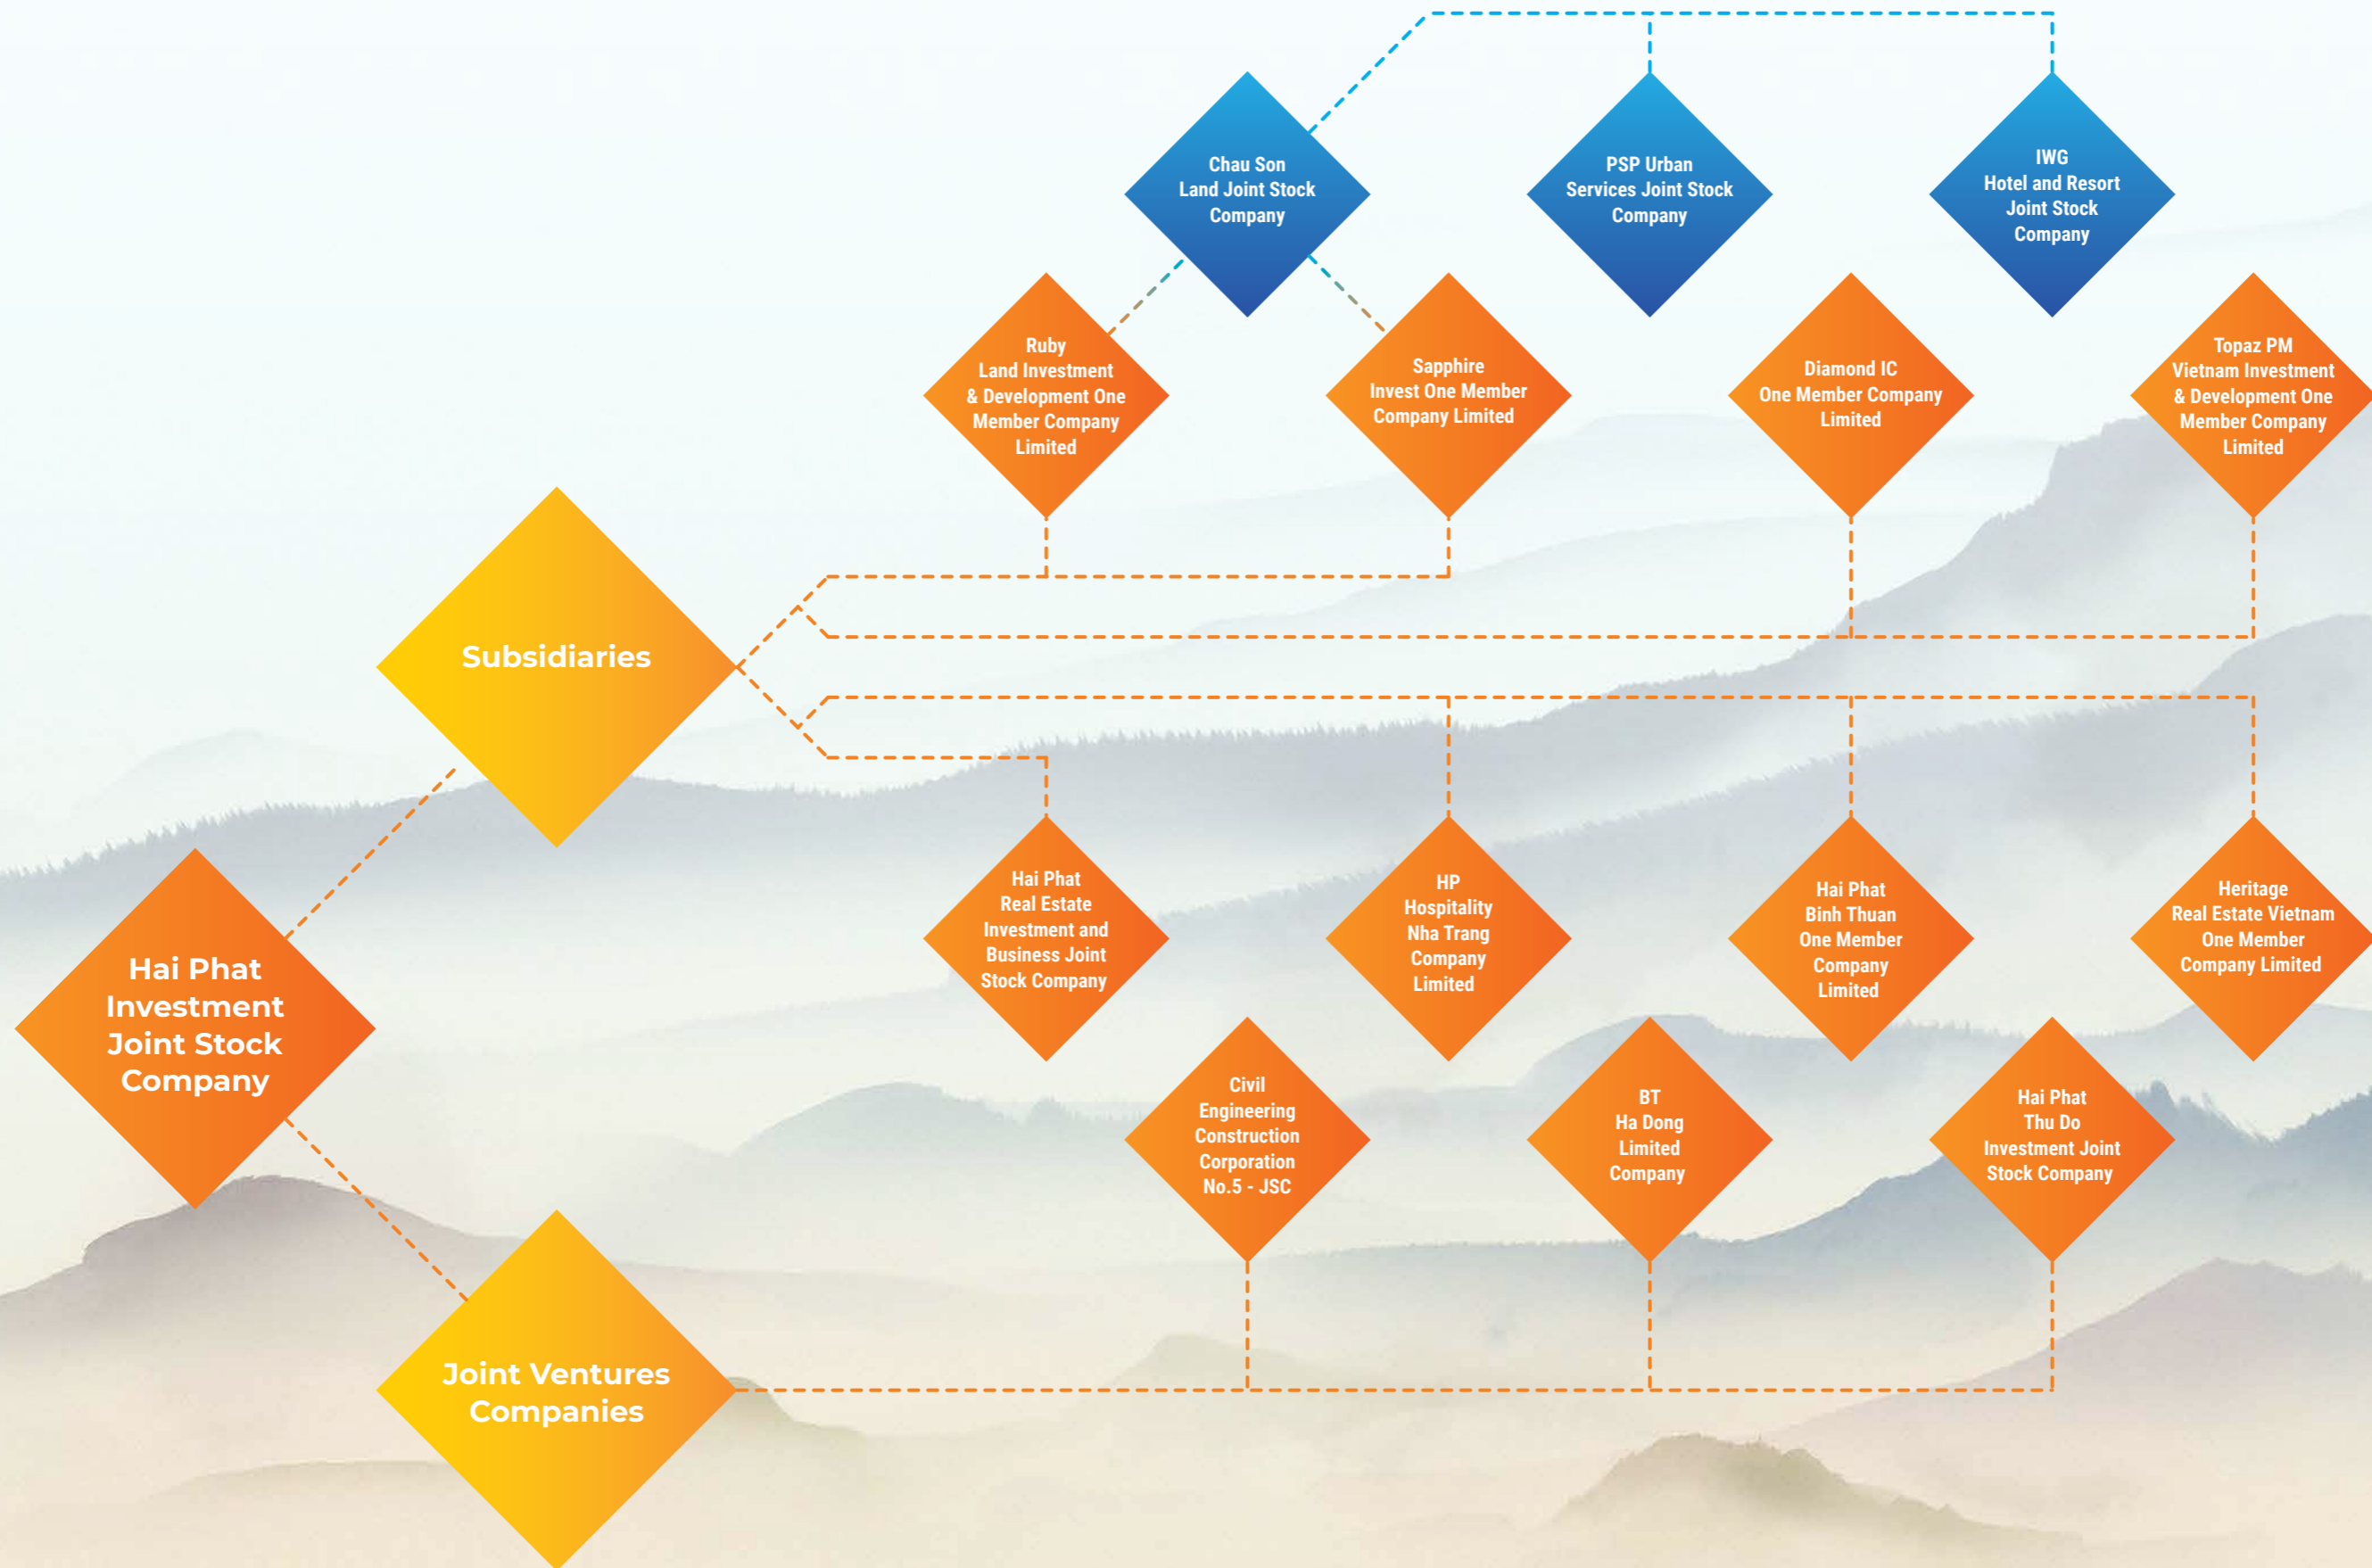 Chau Son
Land Joint Stock
Company
PSP Urban
Services Joint Stock
Company
IWG
Hotel and Resort
Joint Stock
Company
Ruby
Land Investment
& Development One
Member Company
Limited
Sapphire
Invest One Member
Company Limited
Diamond IC
One Member Company
Limited
Topaz PM
Vietnam Investment
& Development One
Member Company
Limited
Subsidiaries
Hai Phat
Real Estate
Investment and
Business Joint
Stock Company
HP
Hospitality
Nha Trang
Company
Limited
Hai Phat
Binh Thuan
One Member
Company
Limited
Heritage
Real Estate Vietnam
One Member
Company Limited
Hai Phat
Investment
Joint Stock
Company
Civil
Engineering
Construction
Corporation
No.5 - JSC
BT
Ha Dong
Limited
Company
Hai Phat
Thu Do
Investment Joint
Stock Company
Joint Ventures
Companies